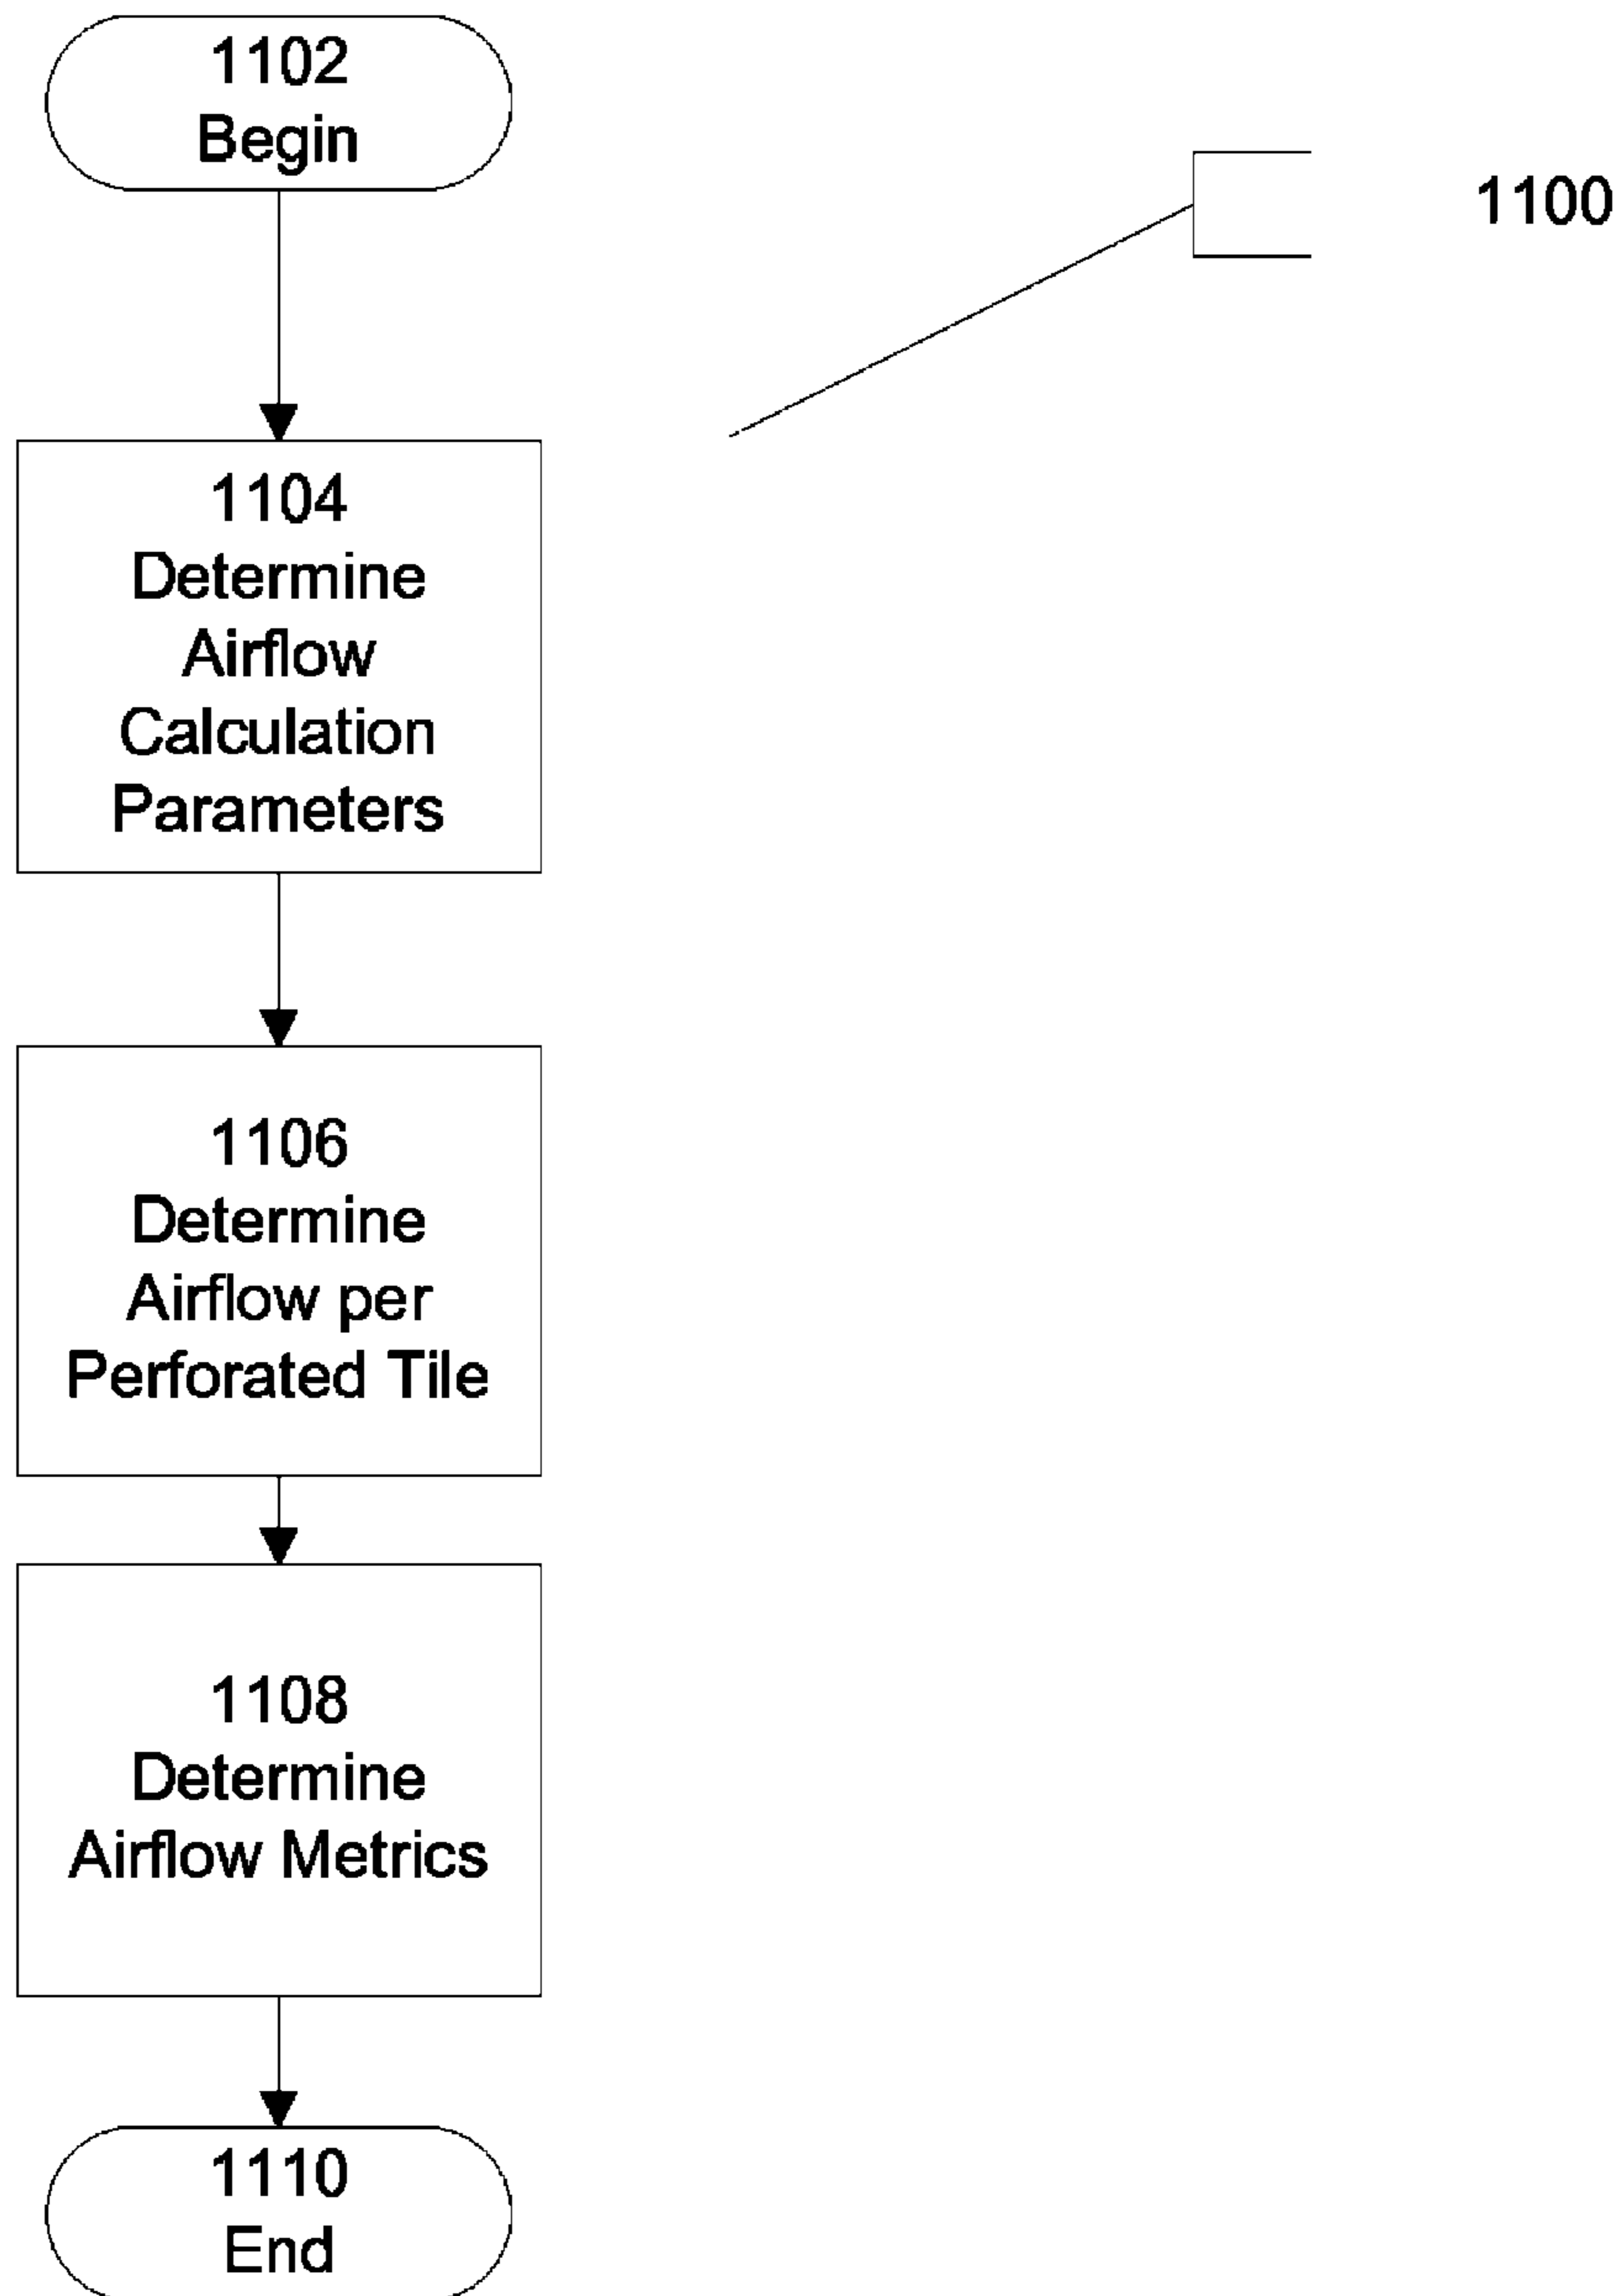 1102
Begin
1100
1104
Determine
Airflow
Calculation
Parameters
1106
Determine
Airflow per
Perforated Tile
1108
Determine
Airflow Metrics
1110
End